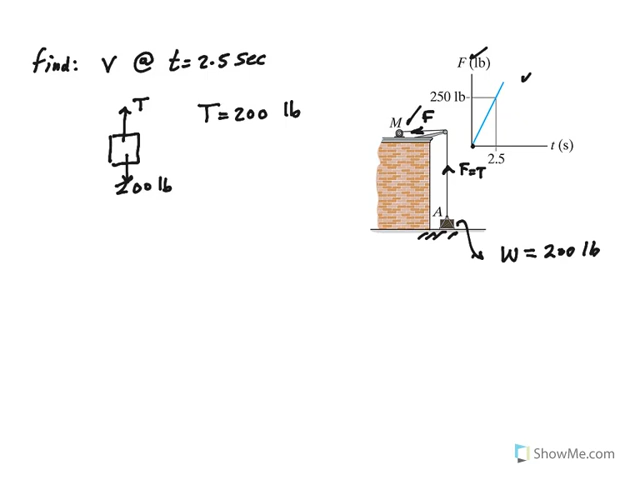 find: V @ t = 2.5 sec
T
T = 200 lb
200 lb
F (lb)
250 lb
2.5
t (s)
M
F
F=T
A
W = 200 lb
ShowMe.com